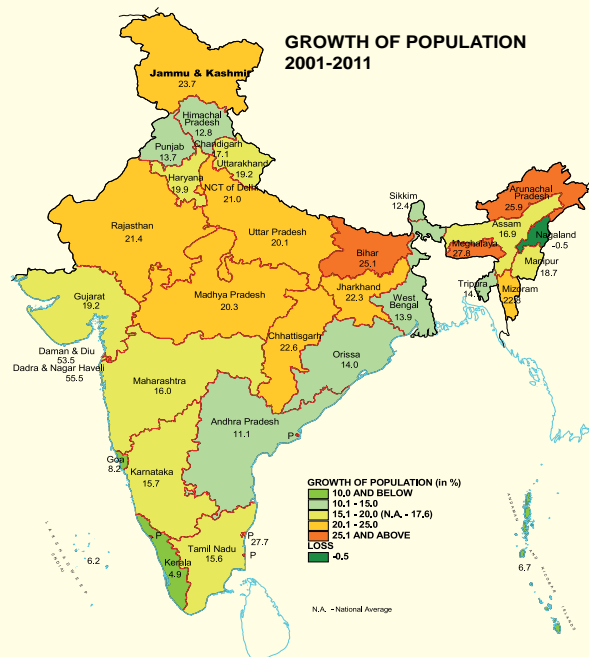 GROWTH OF POPULATION
2001-2011
Jammu & Kashmir
23.7
Himachal
Pradesh
12.8
Punjab
13.7
Chandigarh
17.1
Uttarakhand
19.2
Haryana
19.9
NCT of Delhi
21.0
Rajasthan
21.4
Uttar Pradesh
20.1
Bihar
25.1
Sikkim
12.4
Arunachal
Pradesh
25.9
Assam
16.9
Nagaland
-0.5
Meghalaya
27.8
Manipur
18.7
Tripura
14.7
Mizoram
22.8
Gujarat
19.2
Madhya Pradesh
20.3
Jharkhand
22.3
West
Bengal
13.9
Chhattisgarh
22.6
Orissa
14.0
Daman & Diu
53.5
Dadra & Nagar Haveli
55.5
Maharashtra
16.0
Andhra Pradesh
11.1
P
Goa
8.2
Karnataka
15.7
P
P
27.7
P
Tamil Nadu
15.6
Kerala
4.9
6.2
6.7
ANDAMAN AND NICOBAR ISLANDS
GROWTH OF POPULATION (in %)
10.0 AND BELOW
10.1 - 15.0
15.1 - 20.0 (N.A. - 17.6)
20.1 - 25.0
25.1 AND ABOVE
LOSS
-0.5
N.A. - National Average